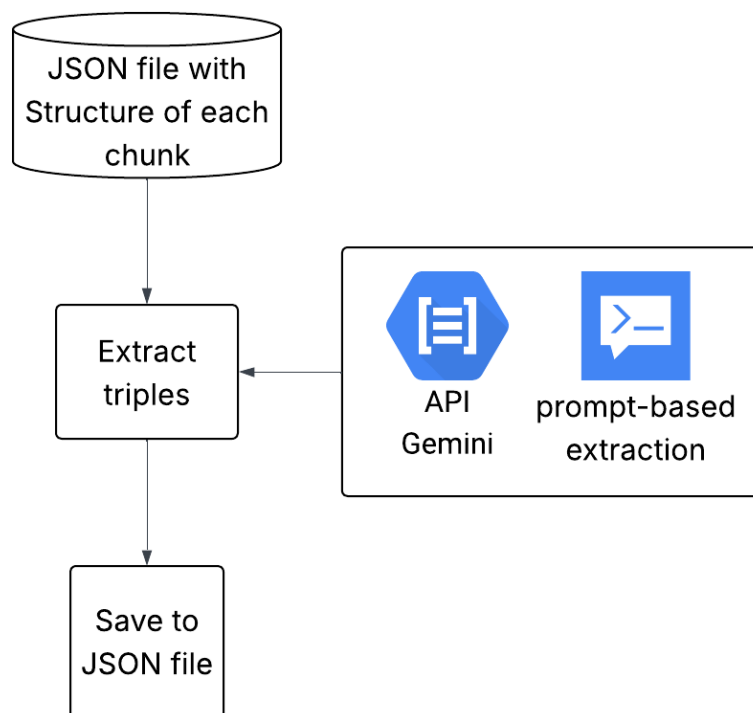 JSON file with
Structure of each
chunk
Extract
triples
API
Gemini
prompt-based
extraction
Save to
JSON file